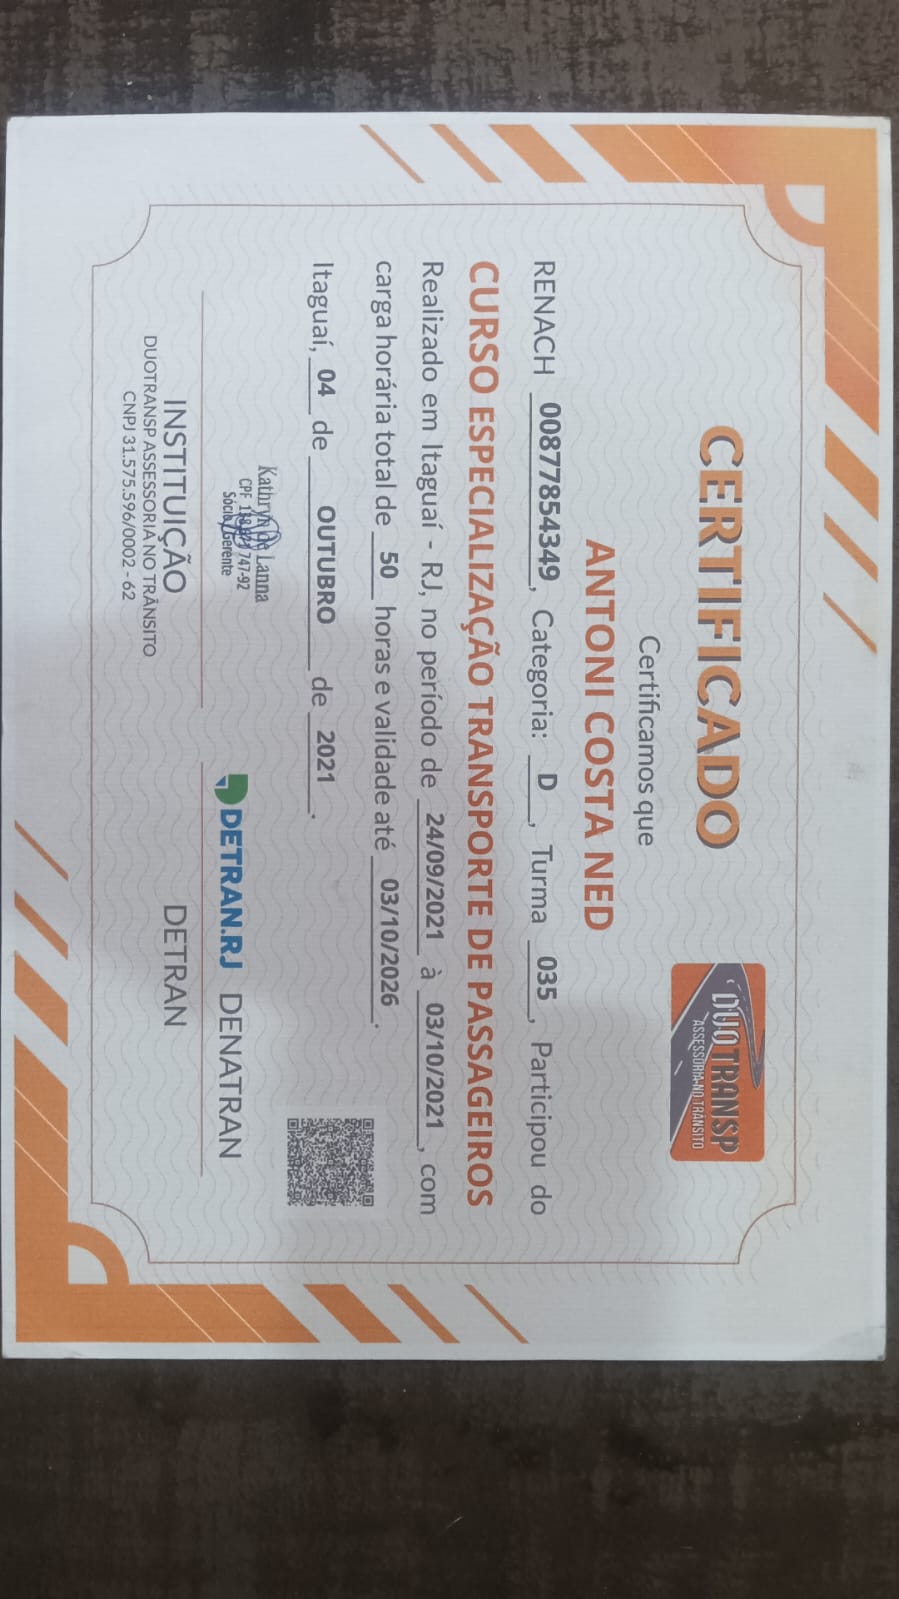 CERTIFICADO
DUOTRANSP
ASSESSORIA NO TRÂNSITO
Certificamos que
ANTONI COSTA NED
RENACH 00877854349, Categoria: D, Turma 035, Participou do
CURSO ESPECIALIZAÇÃO TRANSPORTE DE PASSAGEIROS
Realizado em Itaguaí - RJ, no período de 24/09/2021 à 03/10/2021, com
carga horária total de 50 horas e validade até 03/10/2026.
Itaguaí, 04 de OUTUBRO de 2021.
Kathryn de Lanna
CPF 747-92
Sócio Gerente
DETRAN.RJ DENATRAN
INSTITUIÇÃO
DUOTRANSP ASSESSORIA NO TRÂNSITO
CNPJ 31.575.596/0002 - 62
DETRAN